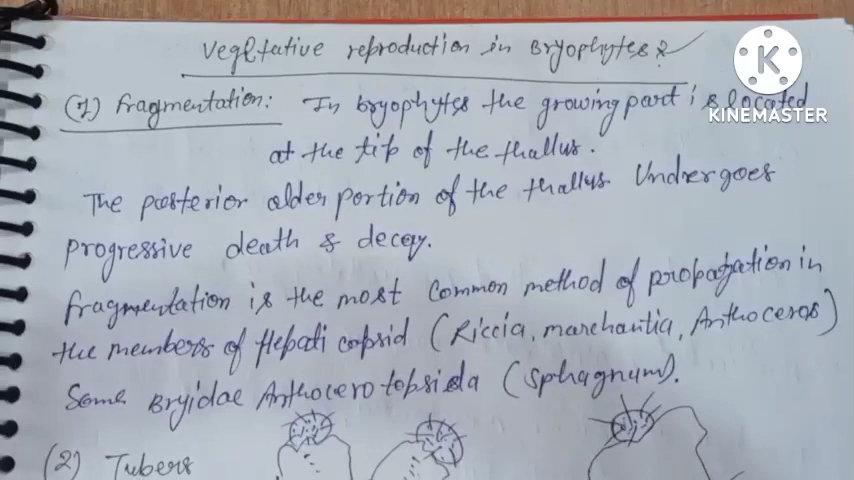 Vegetative reproduction in Bryophytes?
K
KINEMASTER
(1) Fragmentation: In bryophytes the growing part is located
at the tip of the thallus.
The posterior older portion of the thallus Undergoes
progressive death & decay.
fragmentation is the most common method of propagation in
the members of Hepati copsid (Riccia, marchantia, Anthoceros)
Some Bryidae Anthocerotopsida (Sphagnum).
(2) Tubers